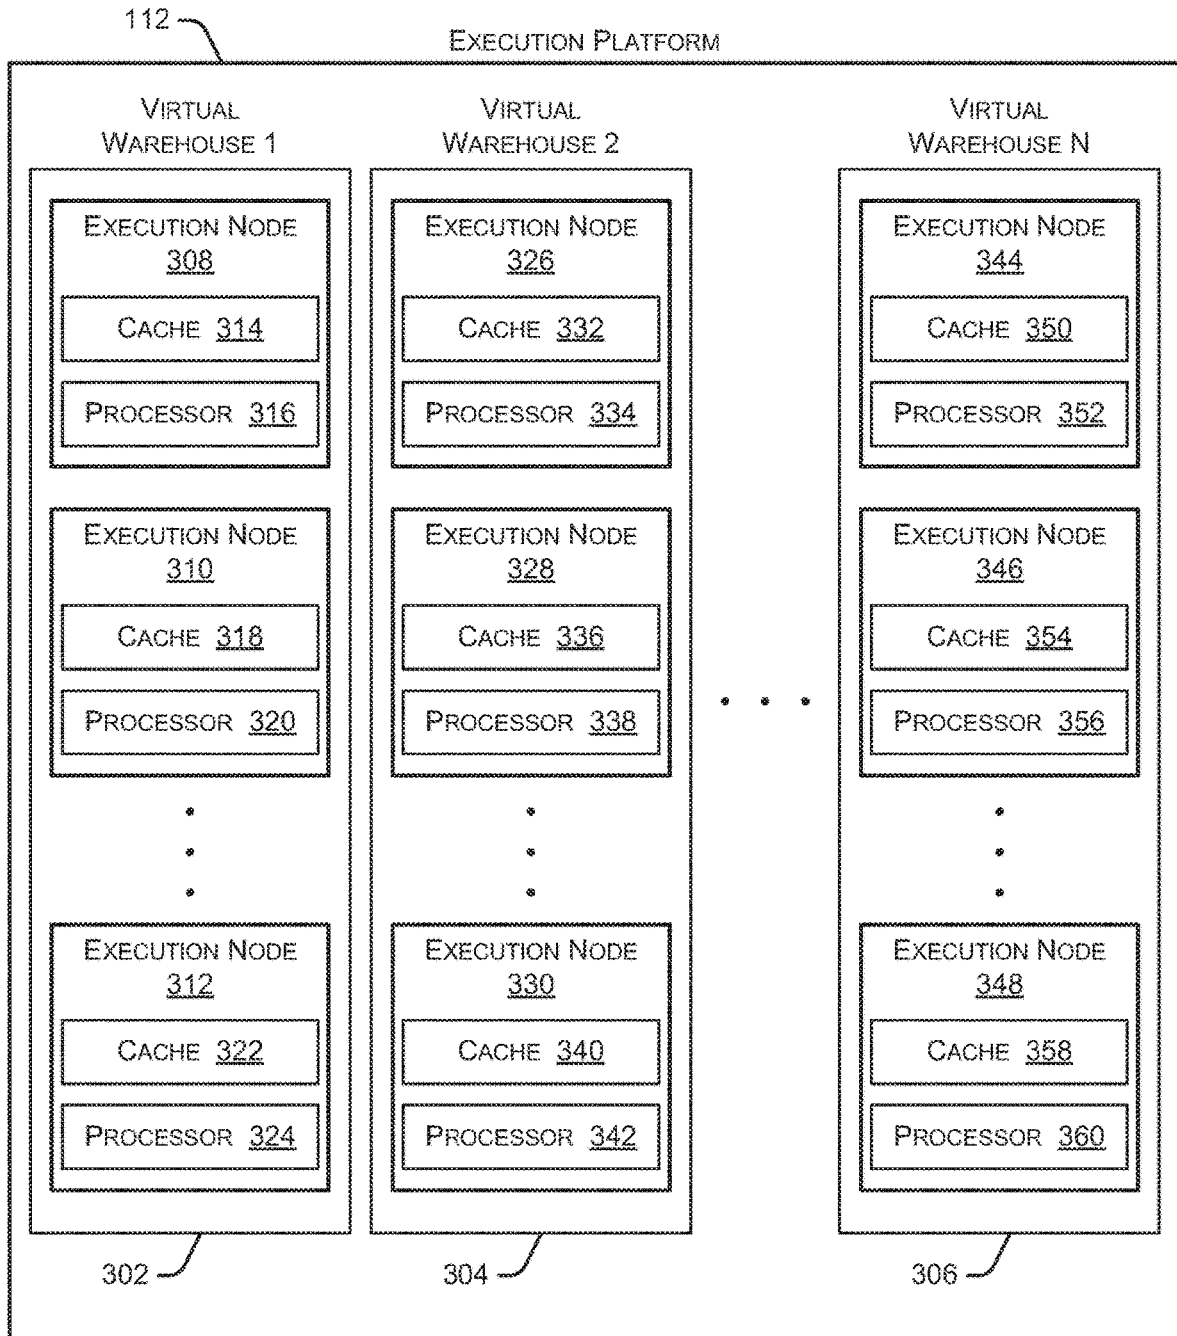 112
EXECUTION PLATFORM
VIRTUAL WAREHOUSE 1
EXECUTION NODE
308
CACHE 314
PROCESSOR 316
EXECUTION NODE
310
CACHE 318
PROCESSOR 320
EXECUTION NODE
312
CACHE 322
PROCESSOR 324
302
VIRTUAL WAREHOUSE 2
EXECUTION NODE
326
CACHE 332
PROCESSOR 334
EXECUTION NODE
328
CACHE 336
PROCESSOR 338
EXECUTION NODE
330
CACHE 340
PROCESSOR 342
304
VIRTUAL WAREHOUSE N
EXECUTION NODE
344
CACHE 350
PROCESSOR 352
EXECUTION NODE
346
CACHE 354
PROCESSOR 356
EXECUTION NODE
348
CACHE 358
PROCESSOR 360
306